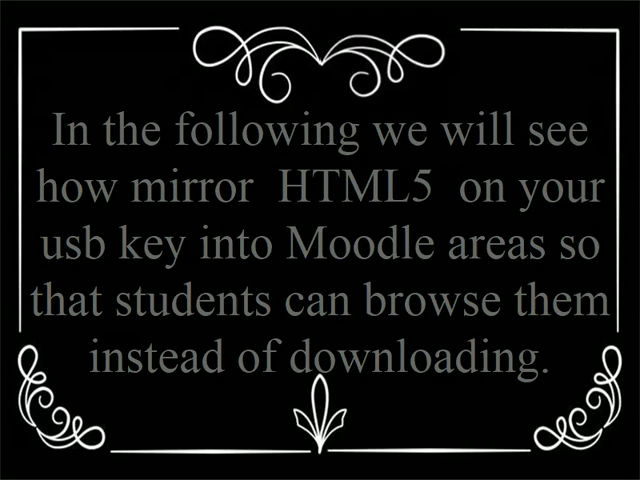 In the following we will see
how mirror  HTML5  on your
usb key into Moodle areas so
that students can browse them
instead of downloading.